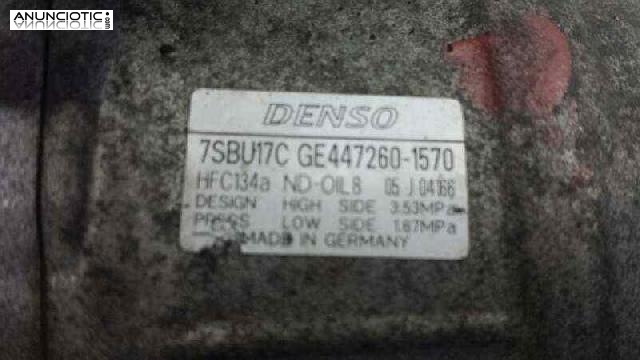 ANUNCIOTIC
.com
DENSO
7SBU17C GE447260-1570
HFC134a ND-OIL8 05 J 04166
DESIGN HIGH SIDE 3.53MPa
PRESS LOW SIDE 1.67MPa
MADE IN GERMANY